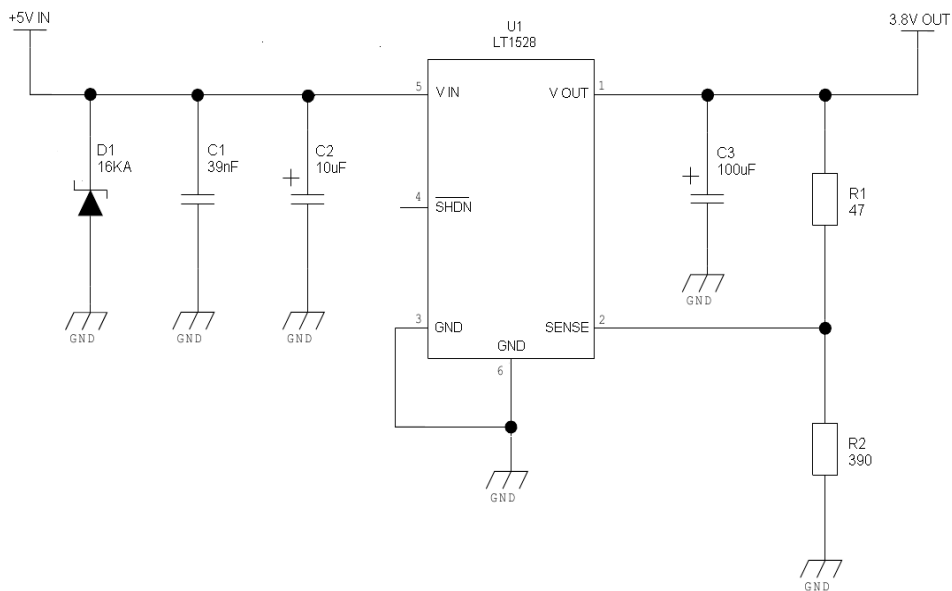 +5V IN
3.8V OUT
U1
LT1528
5
V IN
V OUT
1
D1
16KA
C1
39nF
C2
10uF
C3
100uF
4
SHDN
R1
47
GND
GND
GND
GND
3
GND
SENSE
2
GND
6
R2
390
GND
GND